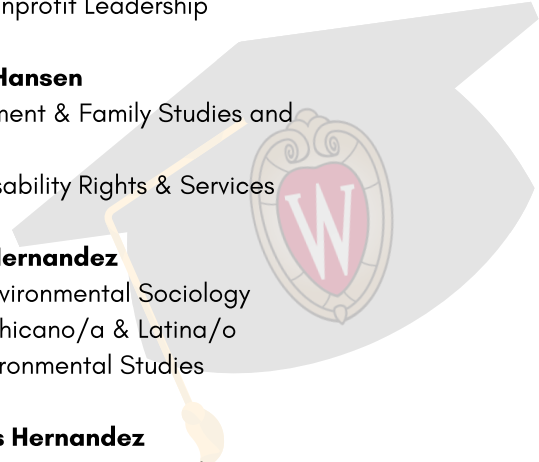 nprofit Leadership
Hansen
ment & Family Studies and
sability Rights & Services
Hernandez
vironmental Sociology
hicano/a & Latina/o
ronmental Studies
s Hernandez
W